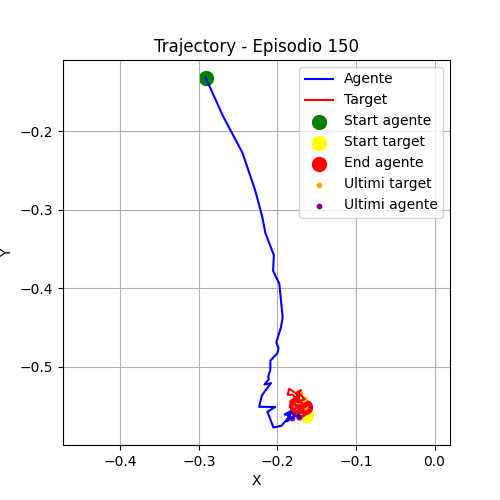 Trajectory - Episodio 150
Agente
Target
Start agente
Start target
End agente
Ultimi target
Ultimi agente
−0.2
−0.3
−0.4
−0.5
Y
−0.4
−0.3
−0.2
−0.1
0.0
X